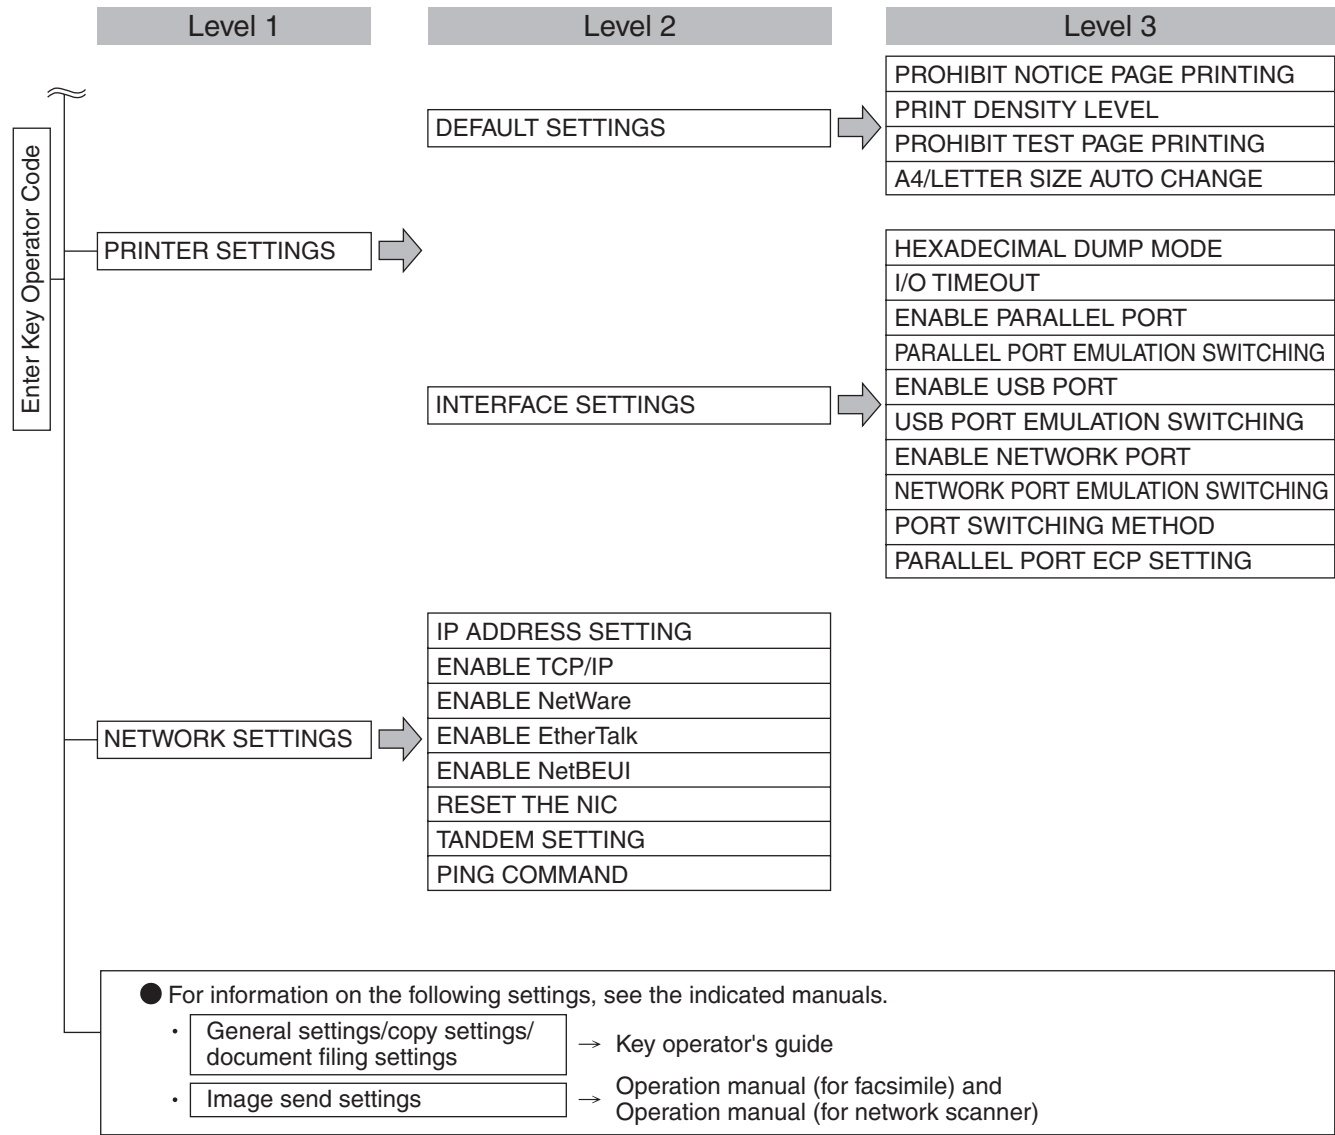 Level 1
Level 2
Level 3
Enter Key Operator Code
PRINTER SETTINGS
DEFAULT SETTINGS
PROHIBIT NOTICE PAGE PRINTING
PRINT DENSITY LEVEL
PROHIBIT TEST PAGE PRINTING
A4/LETTER SIZE AUTO CHANGE
INTERFACE SETTINGS
HEXADECIMAL DUMP MODE
I/O TIMEOUT
ENABLE PARALLEL PORT
PARALLEL PORT EMULATION SWITCHING
ENABLE USB PORT
USB PORT EMULATION SWITCHING
ENABLE NETWORK PORT
NETWORK PORT EMULATION SWITCHING
PORT SWITCHING METHOD
PARALLEL PORT ECP SETTING
NETWORK SETTINGS
IP ADDRESS SETTING
ENABLE TCP/IP
ENABLE NetWare
ENABLE EtherTalk
ENABLE NetBEUI
RESET THE NIC
TANDEM SETTING
PING COMMAND
● For information on the following settings, see the indicated manuals.
· General settings/copy settings/
document filing settings
→ Key operator's guide
· Image send settings
→ Operation manual (for facsimile) and
Operation manual (for network scanner)